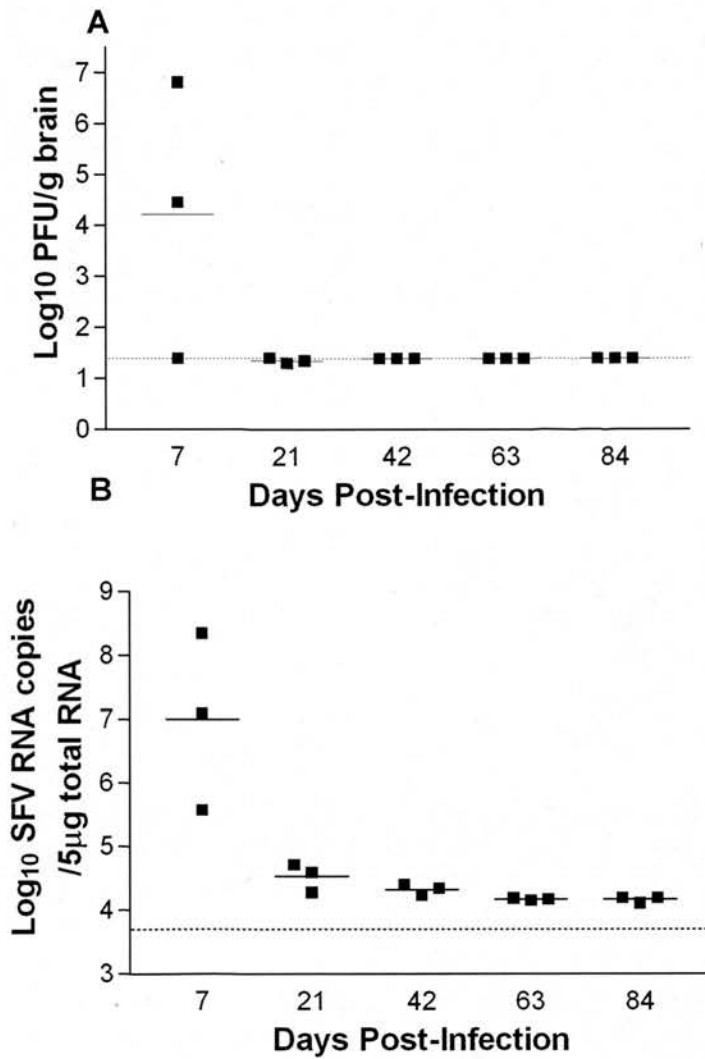 A
Log10 PFU/g brain
7
6
5
4
3
2
1
0
7 21 42 63 84
Days Post-Infection
B
Log10 SFV RNA copies
/5µg total RNA
9
8
7
6
5
4
3
7 21 42 63 84
Days Post-Infection